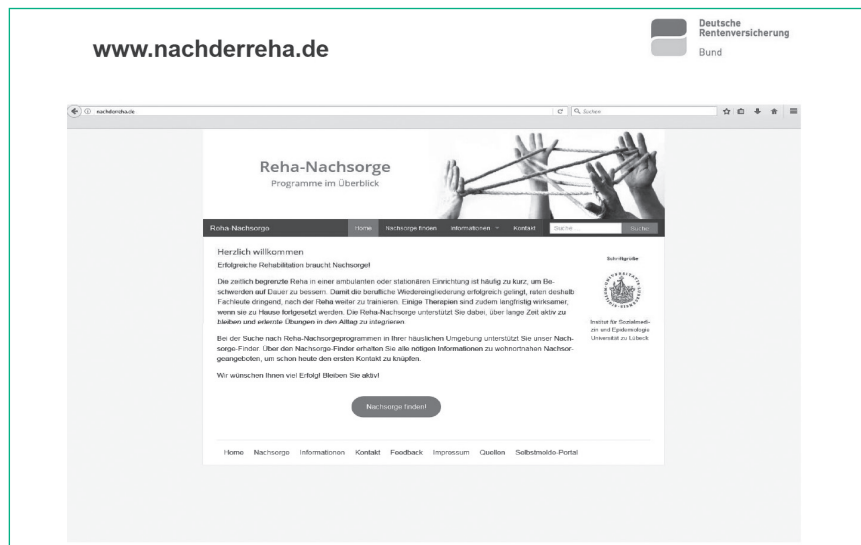 www.nachderreha.de
Deutsche
Rentenversicherung
Bund
nachderreha.de
Suchen
Reha-Nachsorge
Programme im Überblick
Reha-Nachsorge
Home Nachsorge finden Informationen Kontakt Suche ... Suche
Herzlich willkommen
Erfolgreiche Rehabilitation braucht Nachsorge!
Die zeitlich begrenzte Reha in einer ambulanten oder stationären Einrichtung ist häufig zu kurz, um Be-
schwerden auf Dauer zu bessern. Damit die berufliche Wiedereingliederung erfolgreich gelingt, raten deshalb
Fachleute dringend, nach der Reha weiter zu trainieren. Einige Therapien sind zudem langfristig wirksamer,
wenn sie zu Hause fortgesetzt werden. Die Reha-Nachsorge unterstützt Sie dabei, über lange Zeit aktiv zu
bleiben und erlernte Übungen in den Alltag zu integrieren.
Bei der Suche nach Reha-Nachsorgeprogrammen in Ihrer häuslichen Umgebung unterstützt Sie unser Nach-
sorge-Finder. Über den Nachsorge-Finder erhalten Sie alle nötigen Informationen zu wohnortnahen Nachsor-
geangeboten, um schon heute den ersten Kontakt zu knüpfen.
Wir wünschen Ihnen viel Erfolg! Bleiben Sie aktiv!
Nachsorge finden!
Schriftgröße
Institut für Sozialmedi-
zin und Epidemiologie
Universität zu Lübeck
Home Nachsorge Informationen Kontakt Feedback Impressum Quellen Selbstmelde-Portal